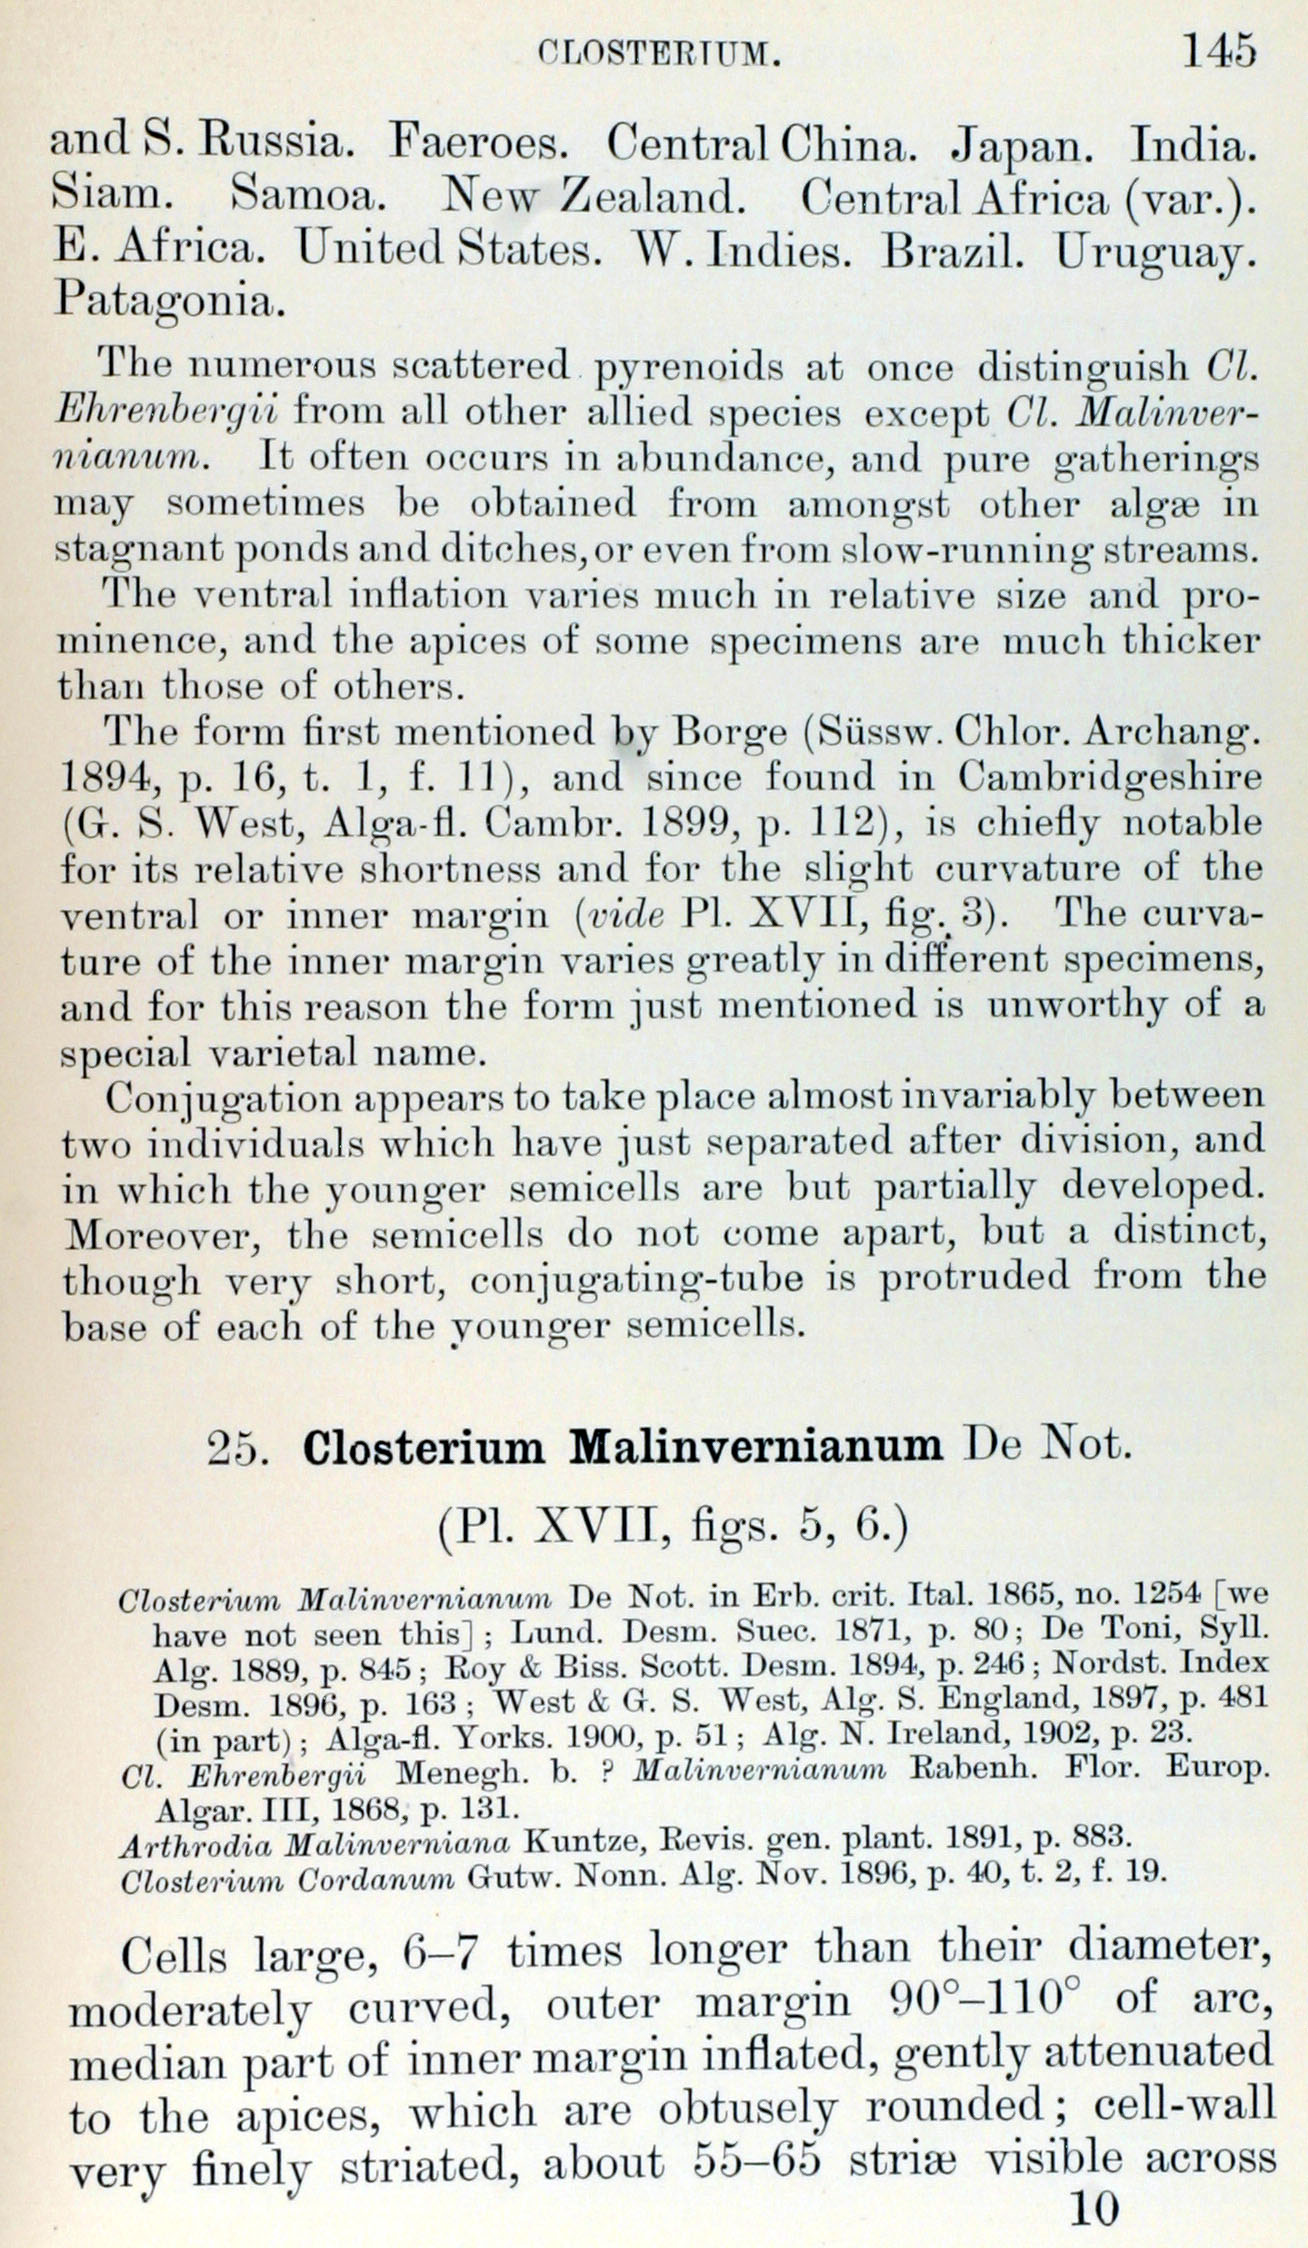 CLOSTERIUM. 145
and S. Russia. Faeroes. Central China. Japan. India.
Siam. Samoa. New Zealand. Central Africa (var.).
E. Africa. United States. W. Indies. Brazil. Uruguay.
Patagonia.
The numerous scattered pyrenoids at once distinguish Cl.
Ehrenbergii from all other allied species except Cl. Malinver-
nianum. It often occurs in abundance, and pure gatherings
may sometimes be obtained from amongst other algæ in
stagnant ponds and ditches, or even from slow-running streams.
The ventral inflation varies much in relative size and pro-
minence, and the apices of some specimens are much thicker
than those of others.
The form first mentioned by Borge (Süssw. Chlor. Archang.
1894, p. 16, t. 1, f. 11), and since found in Cambridgeshire
(G. S. West, Alga-fl. Cambr. 1899, p. 112), is chiefly notable
for its relative shortness and for the slight curvature of the
ventral or inner margin (vide Pl. XVII, fig. 3). The curva-
ture of the inner margin varies greatly in different specimens,
and for this reason the form just mentioned is unworthy of a
special varietal name.
Conjugation appears to take place almost invariably between
two individuals which have just separated after division, and
in which the younger semicells are but partially developed.
Moreover, the semicells do not come apart, but a distinct,
though very short, conjugating-tube is protruded from the
base of each of the younger semicells.
25. Closterium Malinvernianum De Not.
(Pl. XVII, figs. 5, 6.)
Closterium Malinvernianum De Not. in Erb. crit. Ital. 1865, no. 1254 [we
have not seen this]; Lund. Desm. Suec. 1871, p. 80; De Toni, Syll.
Alg. 1889, p. 845; Roy & Biss. Scott. Desm. 1894, p. 246; Nordst. Index
Desm. 1896, p. 163; West & G. S. West, Alg. S. England, 1897, p. 481
(in part); Alga-fl. Yorks. 1900, p. 51; Alg. N. Ireland, 1902, p. 23.
Cl. Ehrenbergii Menegh. b. ? Malinvernianum Rabenh. Flor. Europ.
Algar. III, 1868, p. 131.
Arthrodia Malinverniana Kuntze, Revis. gen. plant. 1891, p. 883.
Closterium Cordanum Gutw. Nonn. Alg. Nov. 1896, p. 40, t. 2, f. 19.
Cells large, 6–7 times longer than their diameter,
moderately curved, outer margin 90°–110° of arc,
median part of inner margin inflated, gently attenuated
to the apices, which are obtusely rounded; cell-wall
very finely striated, about 55–65 striæ visible across
10